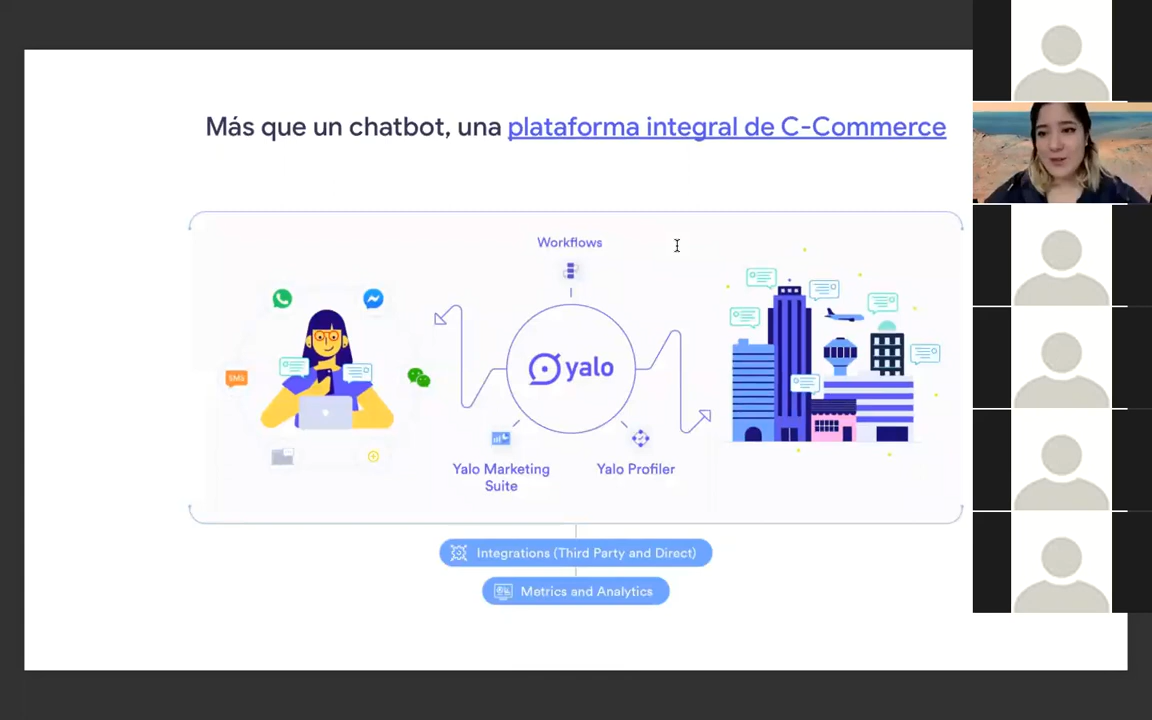 Más que un chatbot, una plataforma integral de C-Commerce
Workflows
SMS
yalo
Yalo Marketing
Suite
Yalo Profiler
Integrations (Third Party and Direct)
Metrics and Analytics